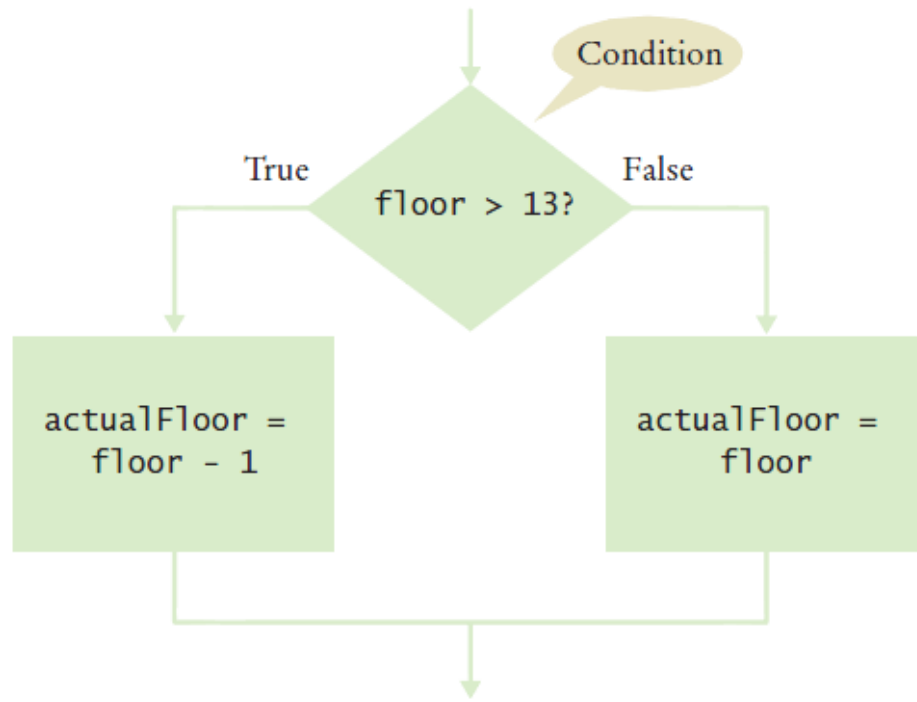 Condition
True
False
floor > 13?
actualFloor =
floor - 1
actualFloor =
floor